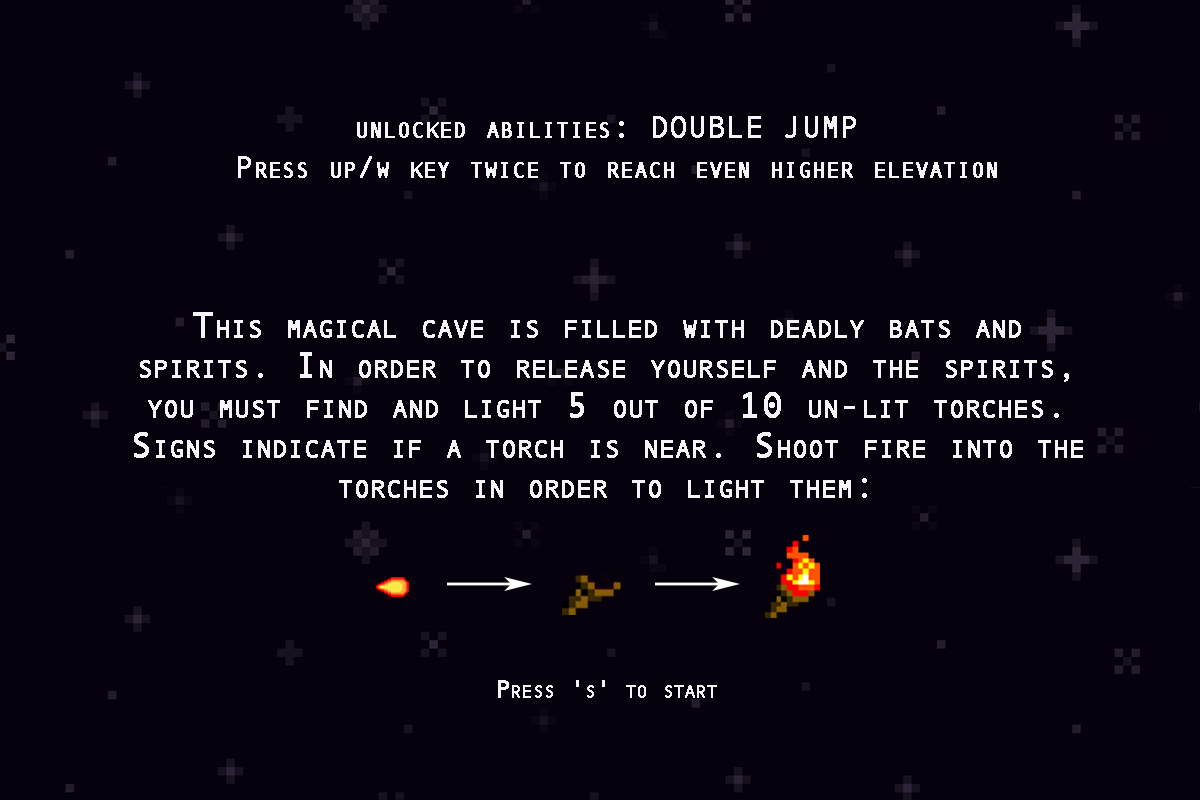 unlocked abilities: DOUBLE JUMP
Press up/w key twice to reach even higher elevation
This magical cave is filled with deadly bats and
spirits. In order to release yourself and the spirits,
you must find and light 5 out of 10 un-lit torches.
Signs indicate if a torch is near. Shoot fire into the
torches in order to light them:
Press 's' to start